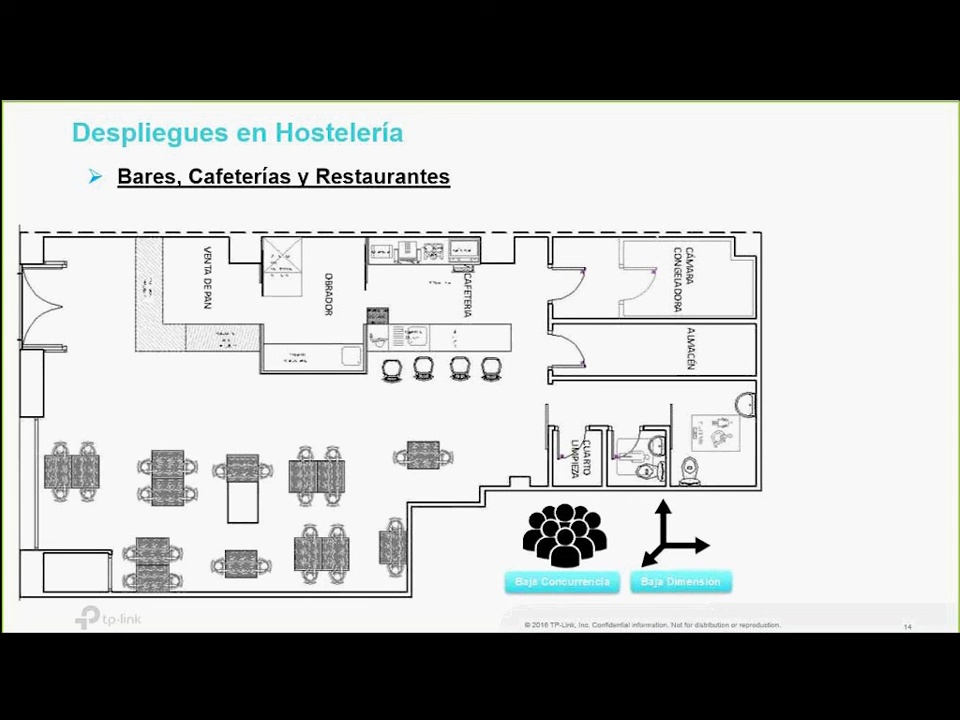 Despliegues en Hostelería
Bares, Cafeterías y Restaurantes
VENTA DE PAN
OBRADOR
CAFETERIA
CÁMARA
CONGELADORA
ALMACÉN
CUARTO
LIMPIEZA
Baja Concurrencia
Baja Dimensión
tp-link
© 2016 TP-Link, Inc. Confidential information. Not for distribution or reproduction.
14